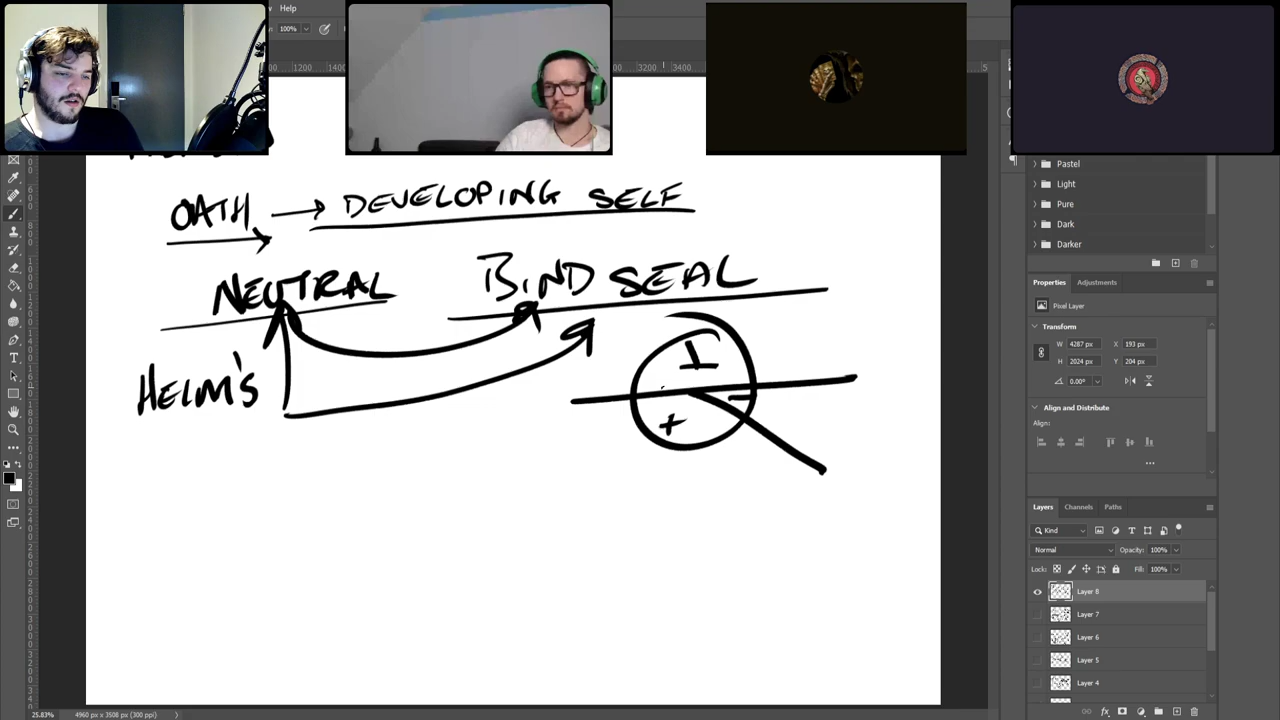 Help
100%
1200 1400
3200 3400
OATH → DEVELOPING SELF
NEUTRAL BIND SEAL
HELM'S
Pastel
Light
Pure
Dark
Darker
Properties Adjustments
Pixel Layer
Transform
W 4287 px X 193 px
H 2024 px Y 204 px
0.00°
Align and Distribute
Align:
Layers Channels Paths
Kind
Normal Opacity: 100%
Lock: Fill: 100%
Layer 8
Layer 7
Layer 6
Layer 5
Layer 4
25.83% 4960 px x 3508 px (300 ppi)